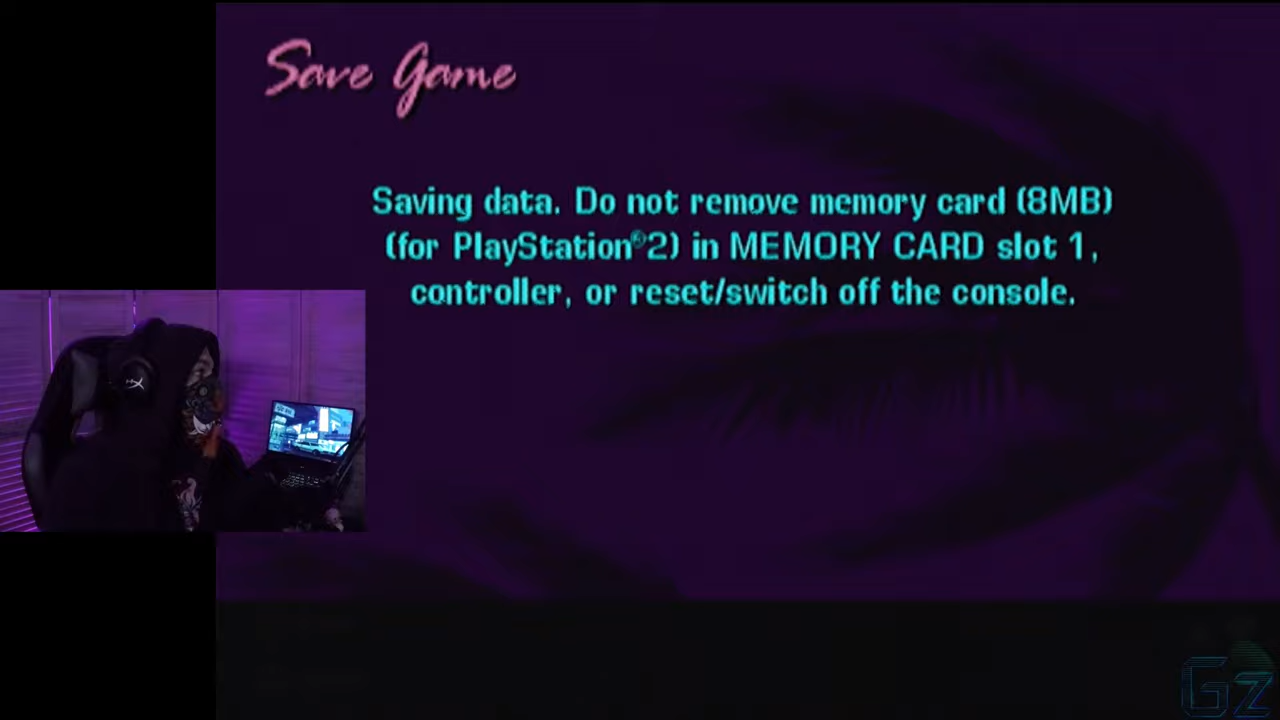 Save Game
Saving data. Do not remove memory card (8MB)
(for PlayStation®2) in MEMORY CARD slot 1,
controller, or reset/switch off the console.
Gz